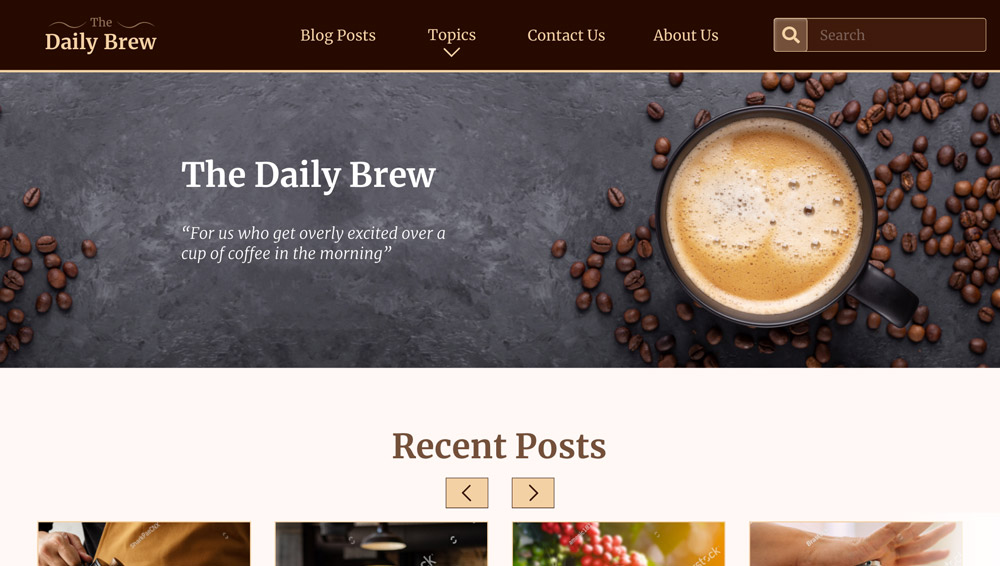 The
Daily Brew
Blog Posts
Topics
Contact Us
About Us
Search
The Daily Brew
“For us who get overly excited over a
cup of coffee in the morning”
Recent Posts